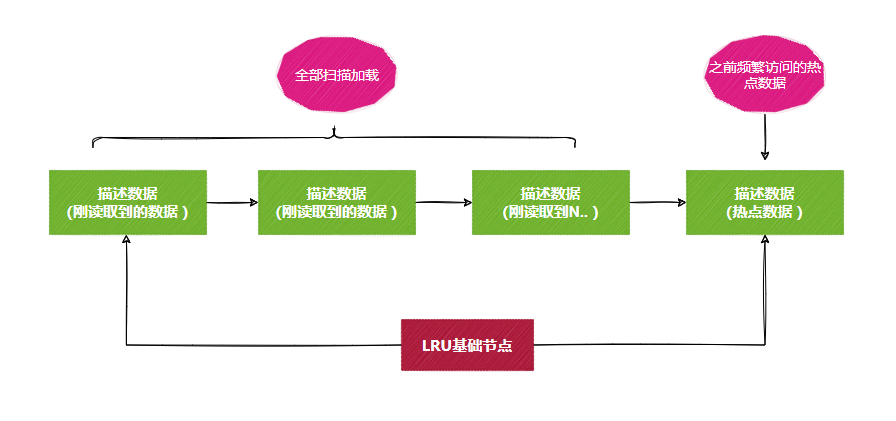 全部扫描加载
之前频繁访问的热
点数据
描述数据
(刚读取到的数据 )
描述数据
(刚读取到的数据 )
描述数据
(刚读取到N.. )
描述数据
(热点数据 )
LRU基础节点